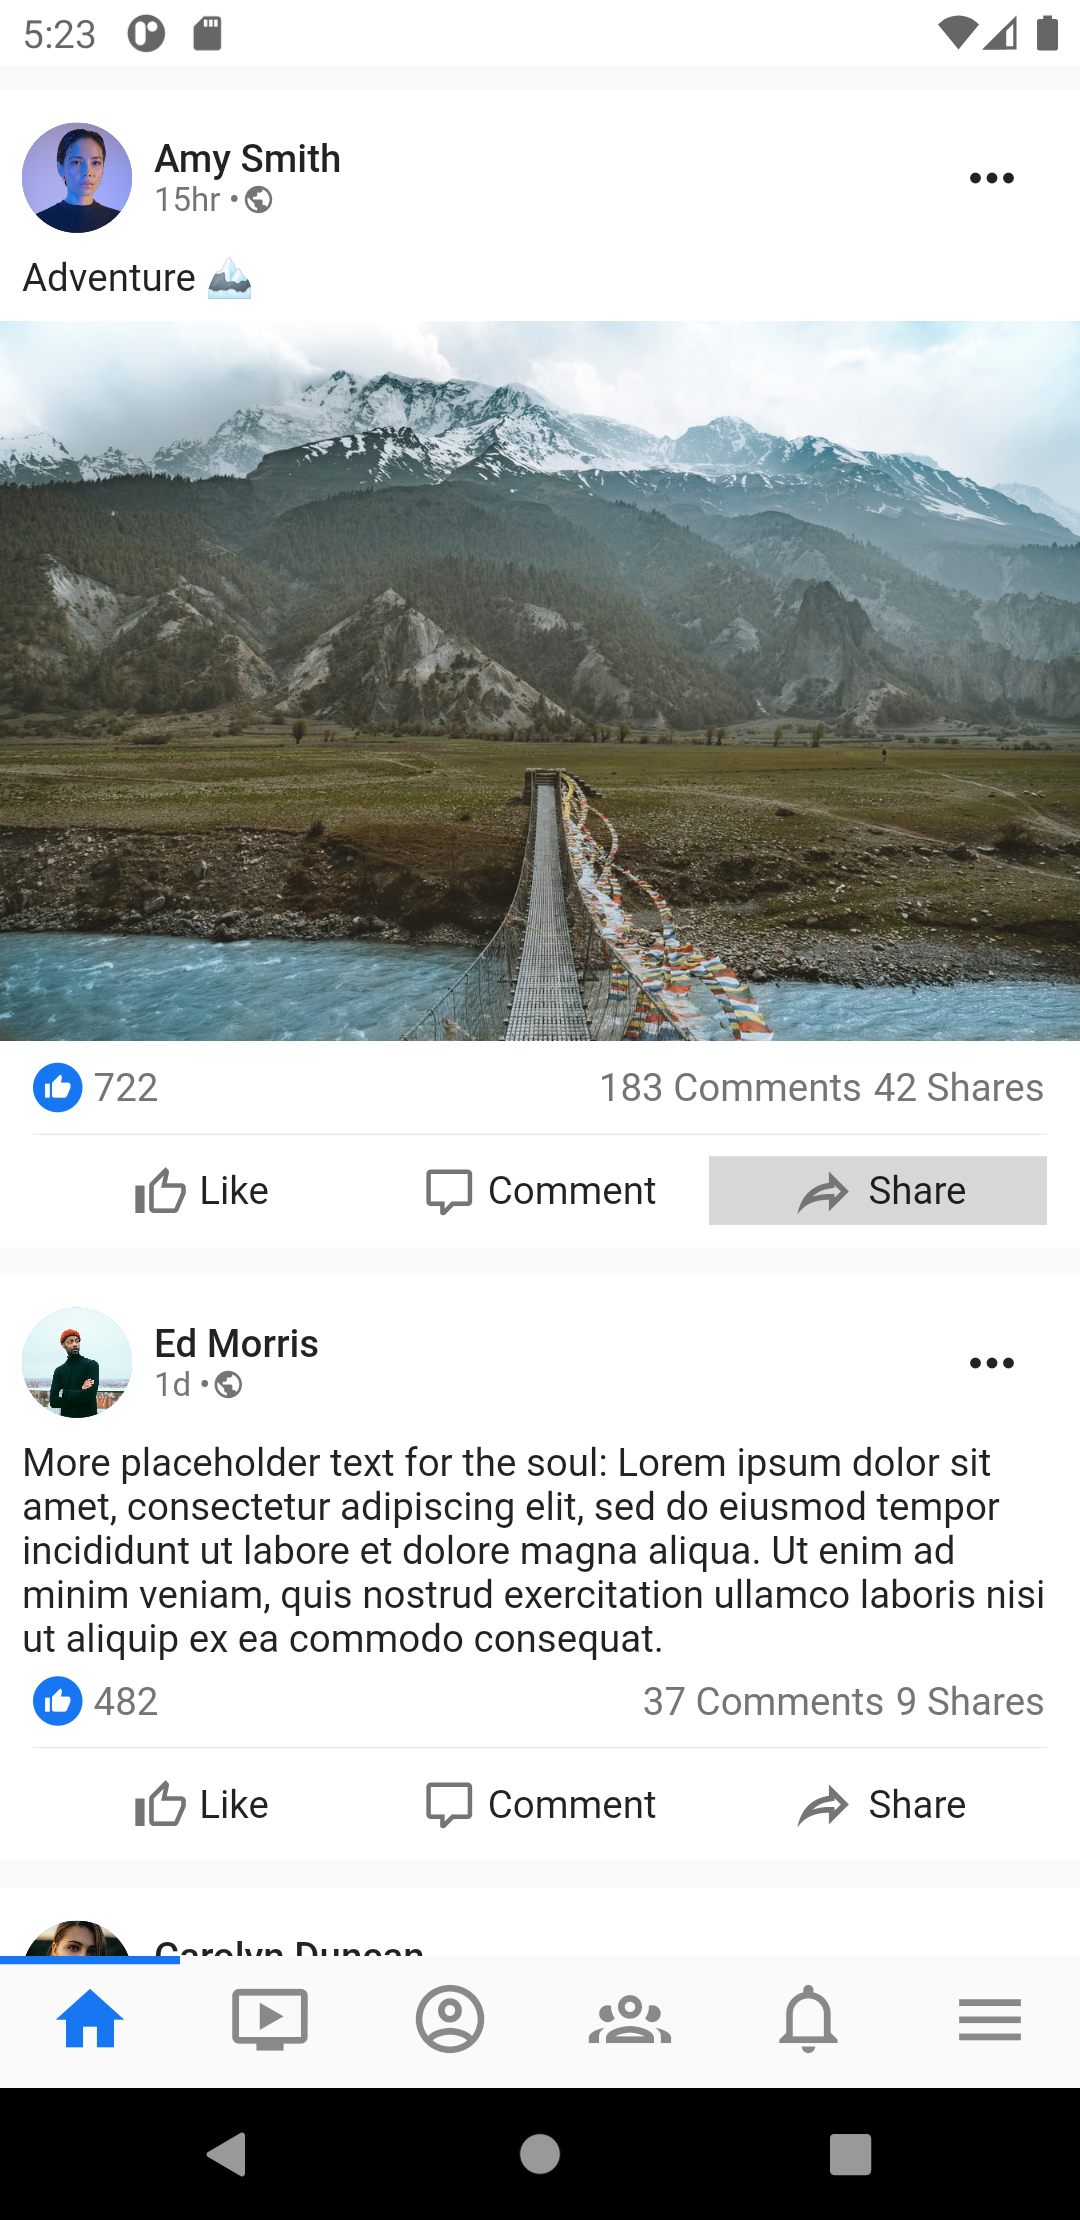 5:23
Amy Smith
15hr •
Adventure 🏔️
722
183 Comments 42 Shares
Like Comment Share
Ed Morris
1d •
More placeholder text for the soul: Lorem ipsum dolor sit
amet, consectetur adipiscing elit, sed do eiusmod tempor
incididunt ut labore et dolore magna aliqua. Ut enim ad
minim veniam, quis nostrud exercitation ullamco laboris nisi
ut aliquip ex ea commodo consequat.
482
37 Comments 9 Shares
Like Comment Share
Carolyn Duncan